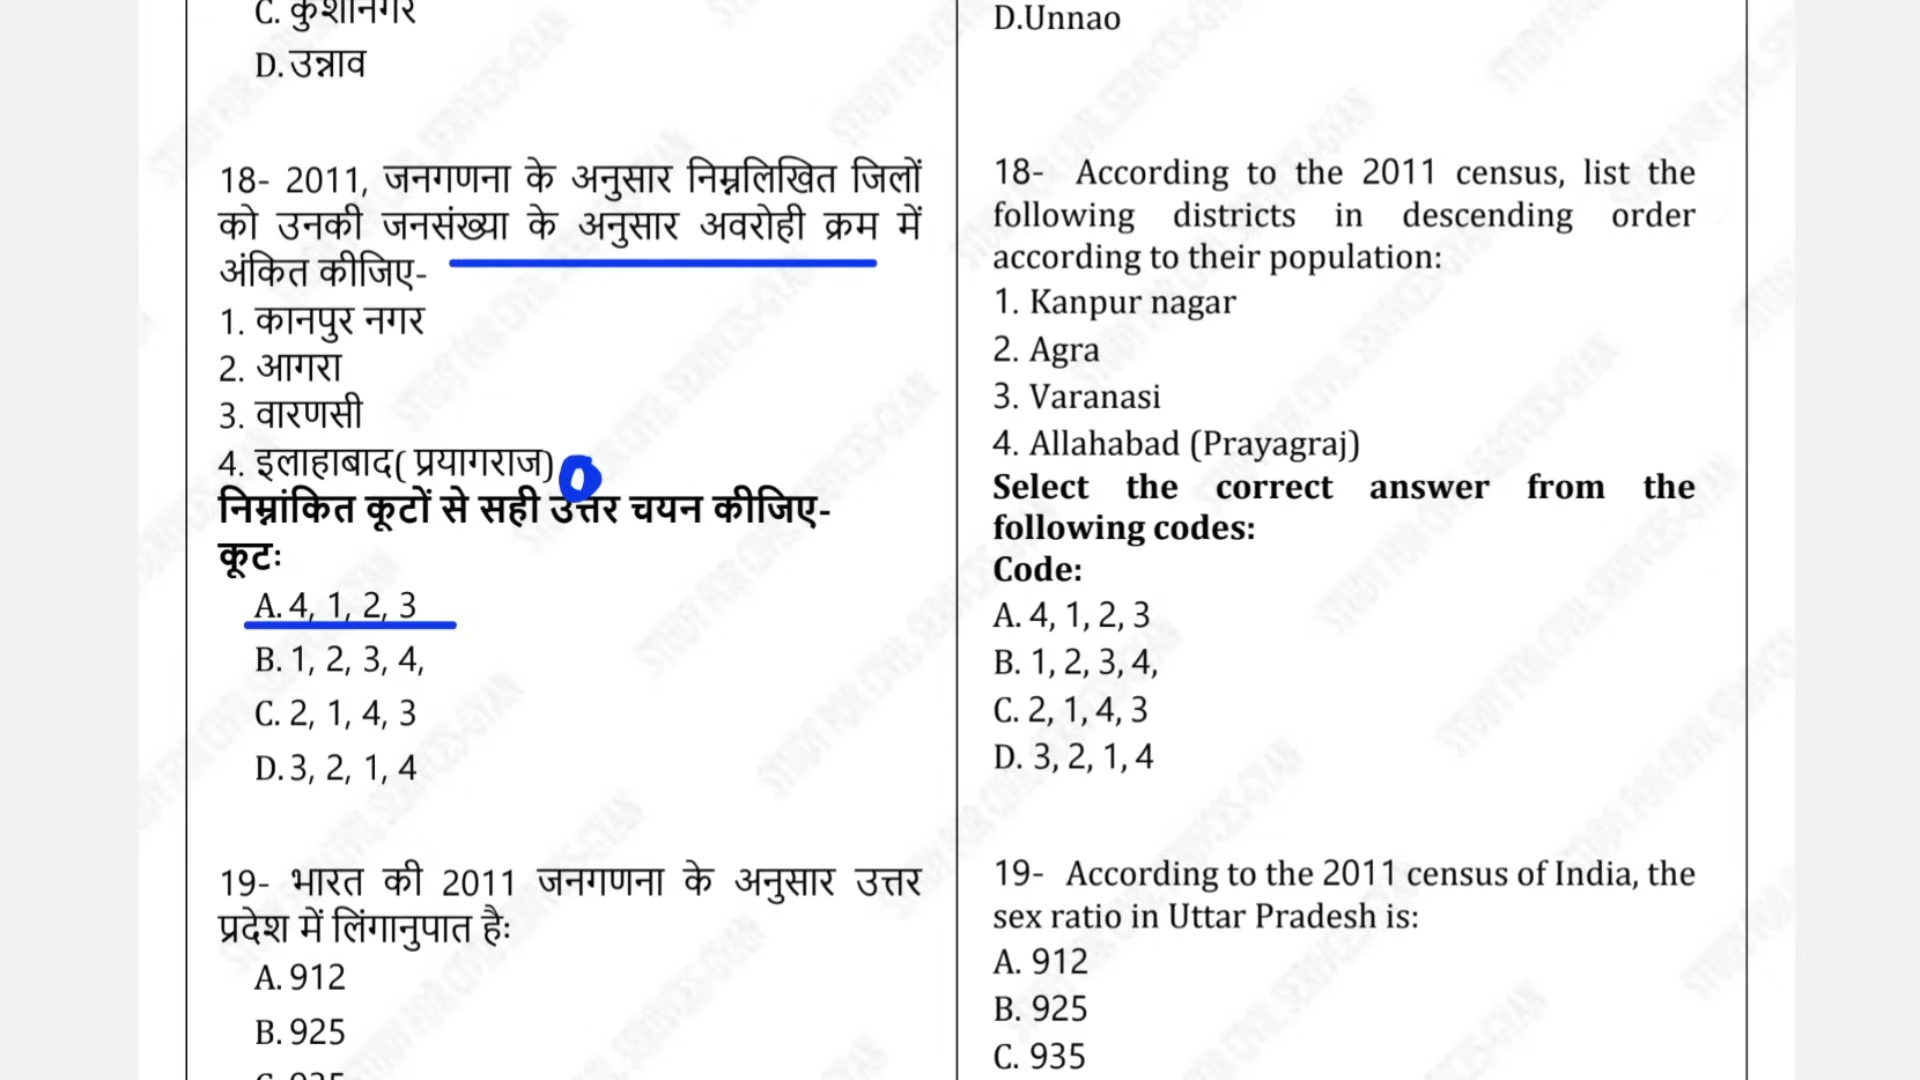 C. कुशीनगर
D. उन्नाव
18- 2011, जनगणना के अनुसार निम्नलिखित जिलों
को उनकी जनसंख्या के अनुसार अवरोही क्रम में
अंकित कीजिए-
1. कानपुर नगर
2. आगरा
3. वारणसी
4. इलाहाबाद( प्रयागराज)
निम्नांकित कूटों से सही उत्तर चयन कीजिए-
कूटः
A. 4, 1, 2, 3
B. 1, 2, 3, 4,
C. 2, 1, 4, 3
D. 3, 2, 1, 4
19- भारत की 2011 जनगणना के अनुसार उत्तर
प्रदेश में लिंगानुपात हैः
A. 912
B. 925
C. 935
D.Unnao
18- According to the 2011 census, list the
following districts in descending order
according to their population:
1. Kanpur nagar
2. Agra
3. Varanasi
4. Allahabad (Prayagraj)
Select the correct answer from the
following codes:
Code:
A. 4, 1, 2, 3
B. 1, 2, 3, 4,
C. 2, 1, 4, 3
D. 3, 2, 1, 4
19- According to the 2011 census of India, the
sex ratio in Uttar Pradesh is:
A. 912
B. 925
C. 935